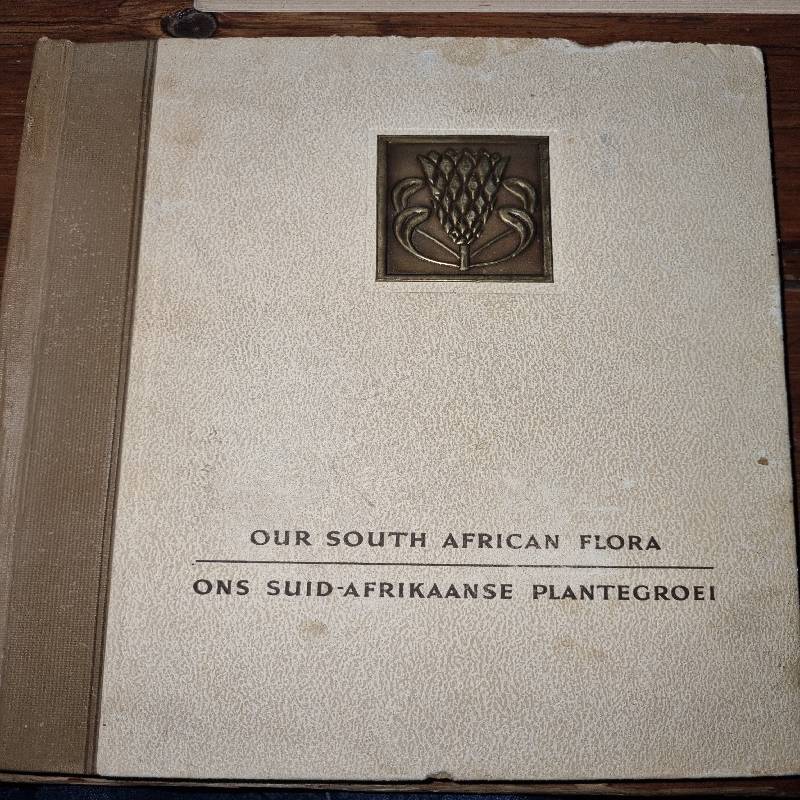 OUR SOUTH AFRICAN FLORA
ONS SUID-AFRIKAANSE PLANTEGROEI